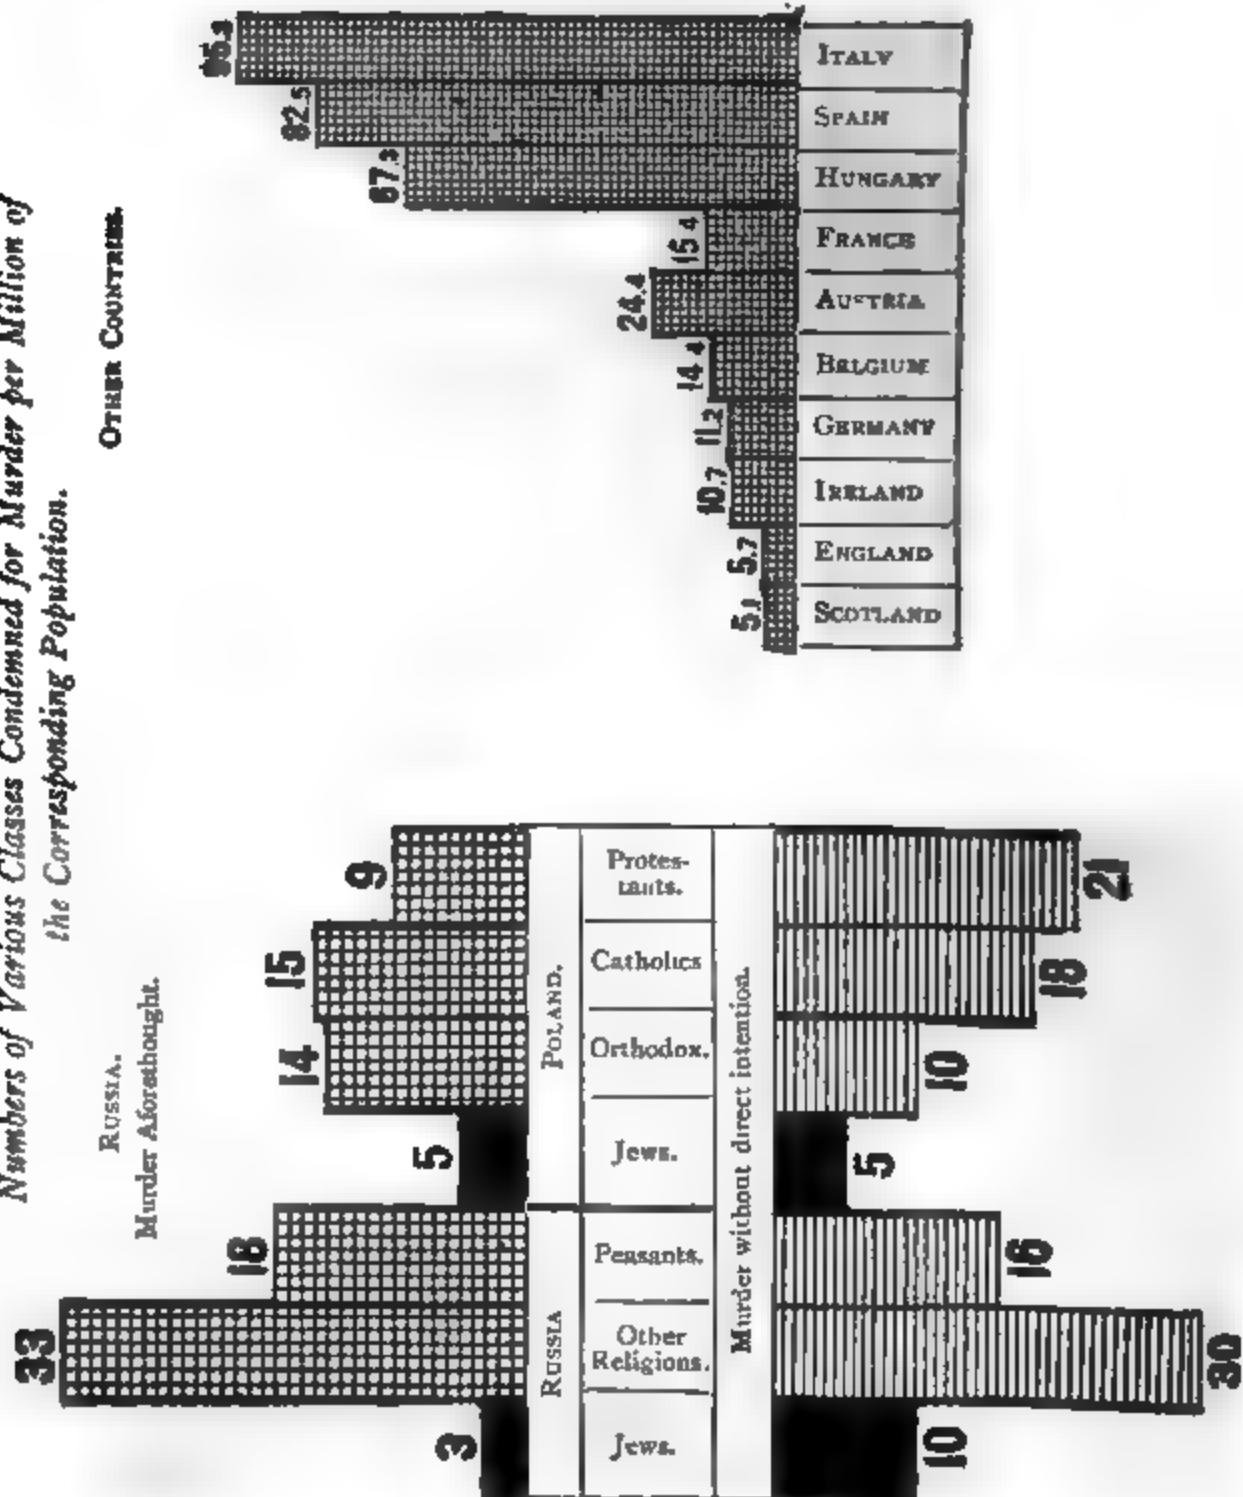 Numbers of Various Classes Condemned for Murder per Million of
the Corresponding Population.
RUSSIA.
Murder Aforethought.
OTHER COUNTRIES.
82.5
67.3
15.4
24.4
14.4
11.2
10.7
5.7
5.1
ITALY
SPAIN
HUNGARY
FRANCE
AUSTRIA
BELGIUM
GERMANY
IRELAND
ENGLAND
SCOTLAND
33
18
5
14
15
9
3
RUSSIA
POLAND.
Jews.
Other
Religions.
Peasants.
Jews.
Orthodox.
Catholics
Protes-
tants.
Murder without direct intention.
10
30
16
5
10
18
21